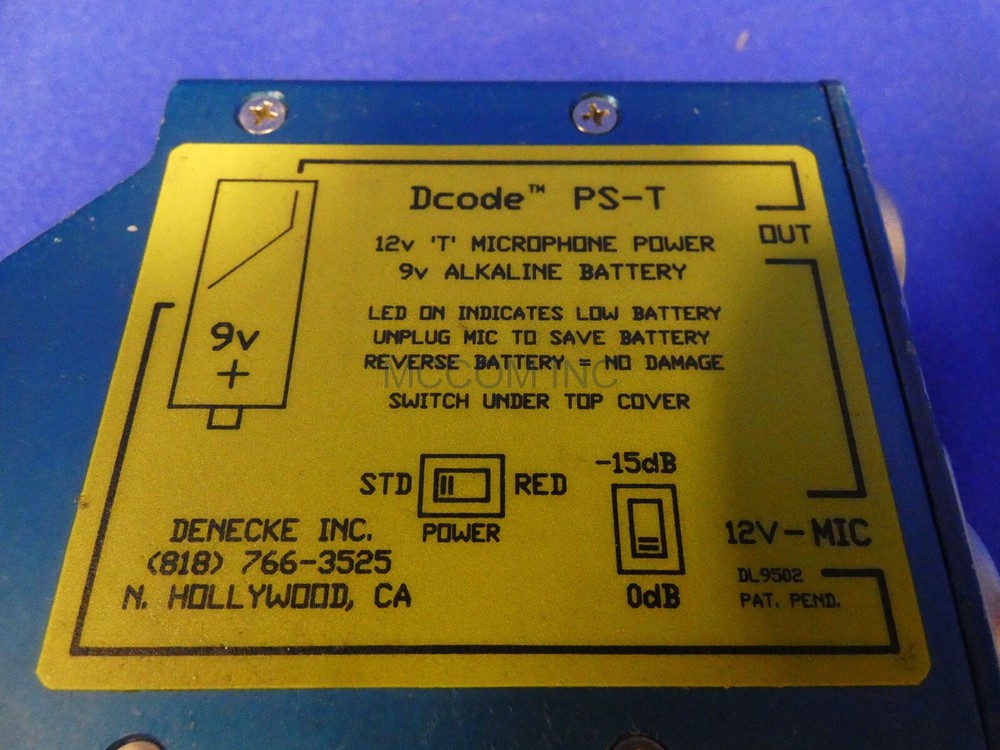 Dcode™ PS-T
OUT
12v 'T' MICROPHONE POWER
9v ALKALINE BATTERY
LED ON INDICATES LOW BATTERY
UNPLUG MIC TO SAVE BATTERY
REVERSE BATTERY = NO DAMAGE
MCCOM INC
SWITCH UNDER TOP COVER
9v
+
-15dB
STD RED
POWER
0dB
12V-MIC
DL9502
PAT. PEND.
DENECKE INC.
(818) 766-3525
N. HOLLYWOOD, CA